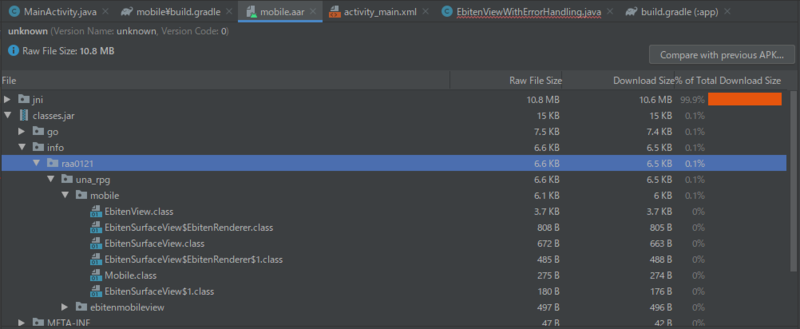 MainActivity.java mobile¥build.gradle mobile.aar activity_main.xml EbitenViewWithErrorHandling.java build.gradle (:app)
unknown (Version Name: unknown, Version Code: 0)
Raw File Size: 10.8 MB
Compare with previous APK...
File Raw File Size Download Size % of Total Download Size
jni 10.8 MB 10.6 MB 99.9%
classes.jar 15 KB 15 KB 0.1%
go 7.5 KB 7.4 KB 0.1%
info 6.6 KB 6.5 KB 0.1%
raa0121 6.6 KB 6.5 KB 0.1%
una_rpg 6.6 KB 6.5 KB 0.1%
mobile 6.1 KB 6 KB 0.1%
EbitenView.class 3.7 KB 3.7 KB 0%
EbitenSurfaceView$EbitenRenderer.class 808 B 805 B 0%
EbitenSurfaceView.class 672 B 663 B 0%
EbitenSurfaceView$EbitenRenderer$1.class 485 B 488 B 0%
Mobile.class 275 B 274 B 0%
EbitenSurfaceView$1.class 180 B 176 B 0%
ebitenmobileview 497 B 496 B 0%
META-INF 47 B 42 B 0%